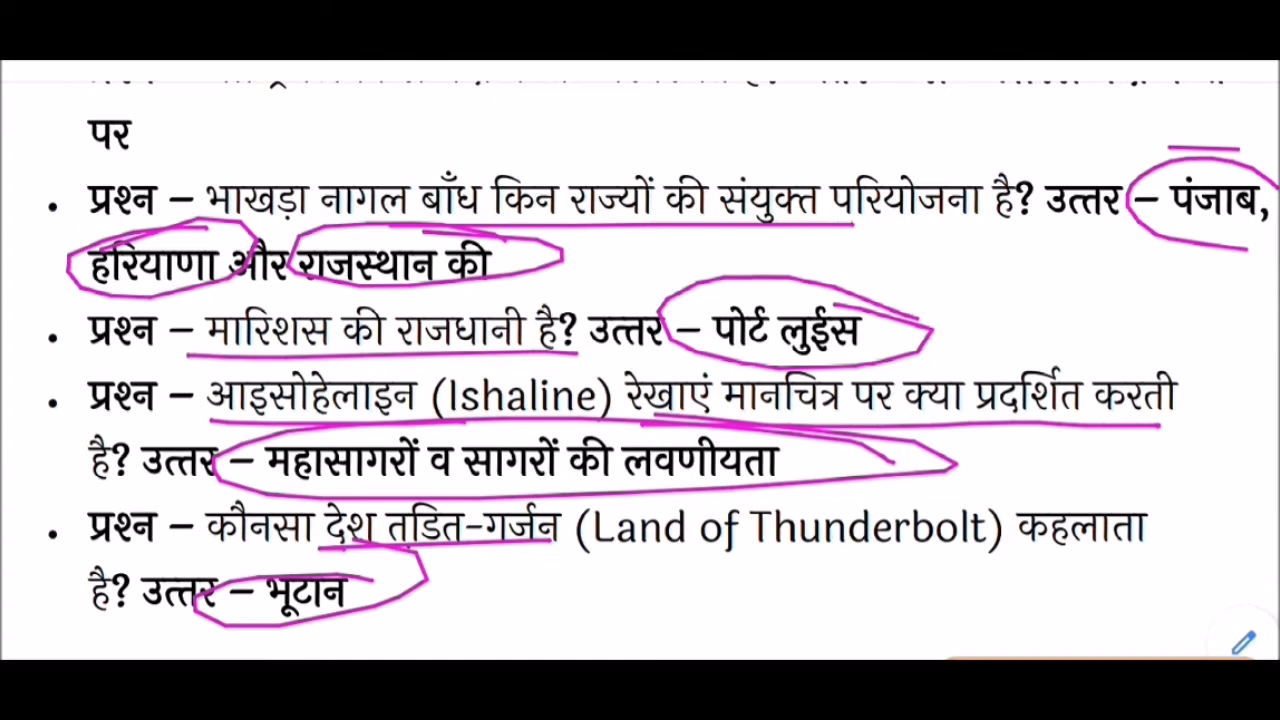 पर
• प्रश्न – भाखड़ा नागल बाँध किन राज्यों की संयुक्त परियोजना है? उत्तर – पंजाब,
हरियाणा और राजस्थान की
• प्रश्न – मारिशस की राजधानी है? उत्तर – पोर्ट लुईस
• प्रश्न – आइसोहेलाइन (Ishaline) रेखाएं मानचित्र पर क्या प्रदर्शित करती
है? उत्तर – महासागरों व सागरों की लवणीयता
• प्रश्न – कौनसा देश तडित-गर्जन (Land of Thunderbolt) कहलाता
है? उत्तर – भूटान